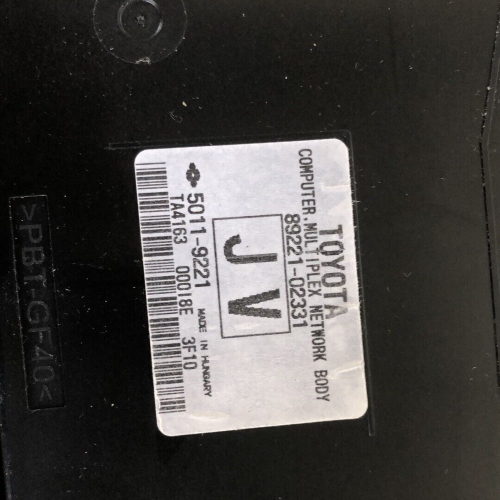 TOYOTA
COMPUTER,MULTIPLEX NETWORK BODY
89221-02331
JV
5011-9221 MADE IN HUNGARY
TA4163 00018E 3F10
>PBT-GF40<